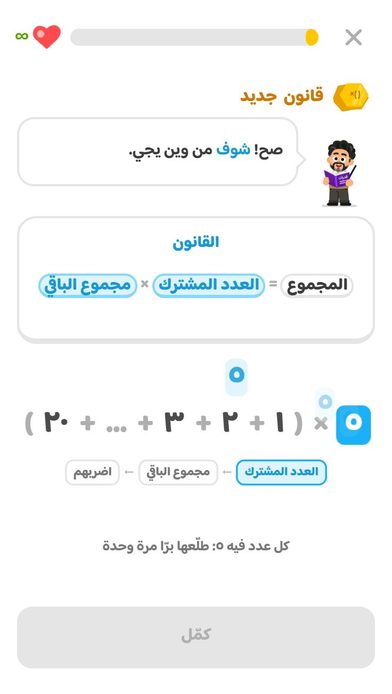 ∞
قانون جديد
×()
صح! شوف من وين يجي.
القانون
المجموع = العدد المشترك × مجموع الباقي
٥
٥
٥ × ( ١ + ٢ + ٣ + ... + ٢٠ )
العدد المشترك ← مجموع الباقي ← اضربهم
كل عدد فيه ٥: طلّعها برّا مرة وحدة
كمّل